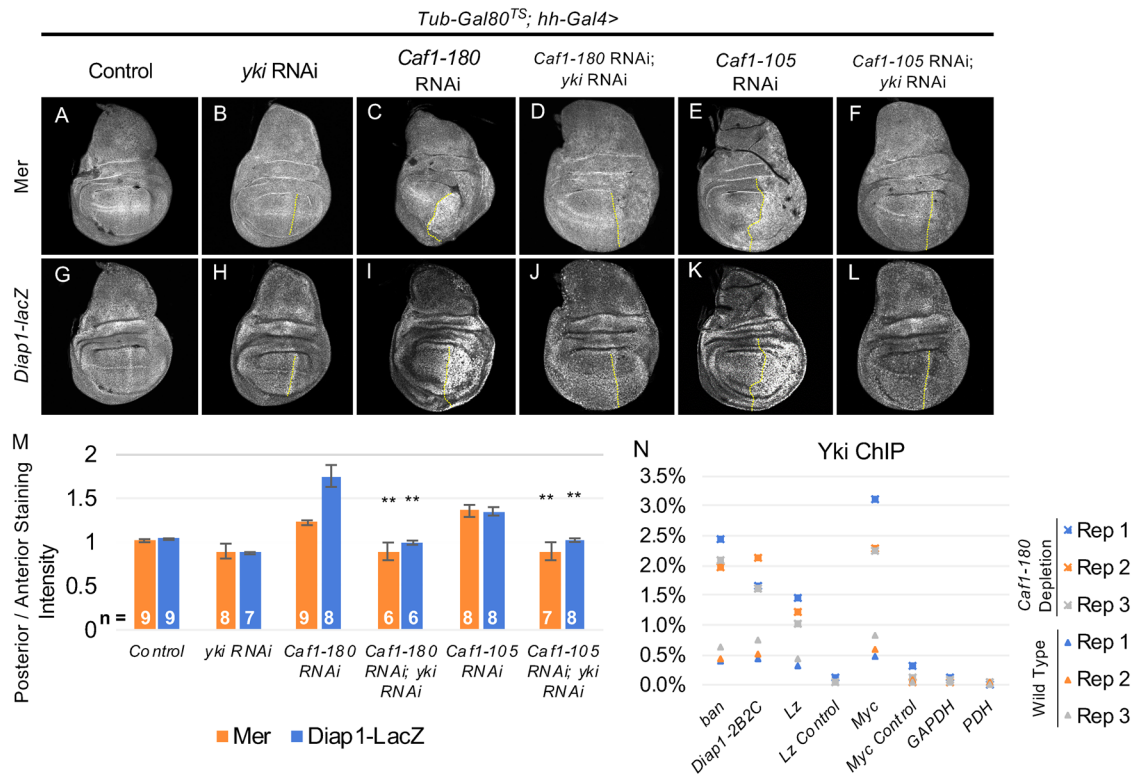 Tub-Gal80TS; hh-Gal4>
Control
yki RNAi
Caf1-180
RNAi
Caf1-180 RNAi;
yki RNAi
Caf1-105
RNAi
Caf1-105 RNAi;
yki RNAi
Mer
A
B
C
D
E
F
Diap1-lacZ
G
H
I
J
K
L
M
Posterior / Anterior Staining
Intensity
2
1.5
1
0.5
0
** **
** **
n = 9 9 8 7 9 8 6 6 8 8 7 8
Control
yki RNAi
Caf1-180
RNAi
Caf1-180
RNAi; yki
RNAi
Caf1-105
RNAi
Caf1-105
RNAi; yki
RNAi
Mer
Diap1-LacZ
N
Yki ChIP
3.5%
3.0%
2.5%
2.0%
1.5%
1.0%
0.5%
0.0%
ban
Diap1-2B2C
Lz
Lz Control
Myc
Myc Control
GAPDH
PDH
Caf1-180
Depletion
Rep 1
Rep 2
Rep 3
Wild Type
Rep 1
Rep 2
Rep 3